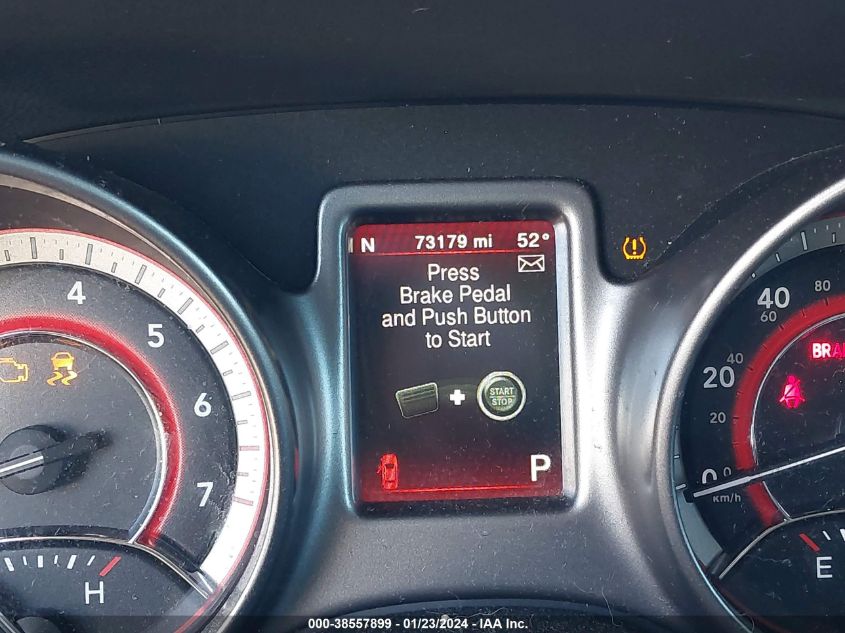 N 73179 mi 52°
Press
Brake Pedal
and Push Button
to Start
START
STOP
P
4
5
6
7
H
80
40
60
40
20
20
0
0
km/h
E
000-38557899 - 01/23/2024 - IAA Inc.